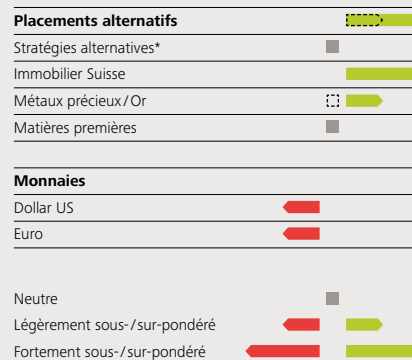 Placements alternatifs
Stratégies alternatives*
Immobilier Suisse
Métaux précieux/Or
Matières premières
Monnaies
Dollar US
Euro
Neutre
Légèrement sous-/sur-pondéré
Fortement sous-/sur-pondéré